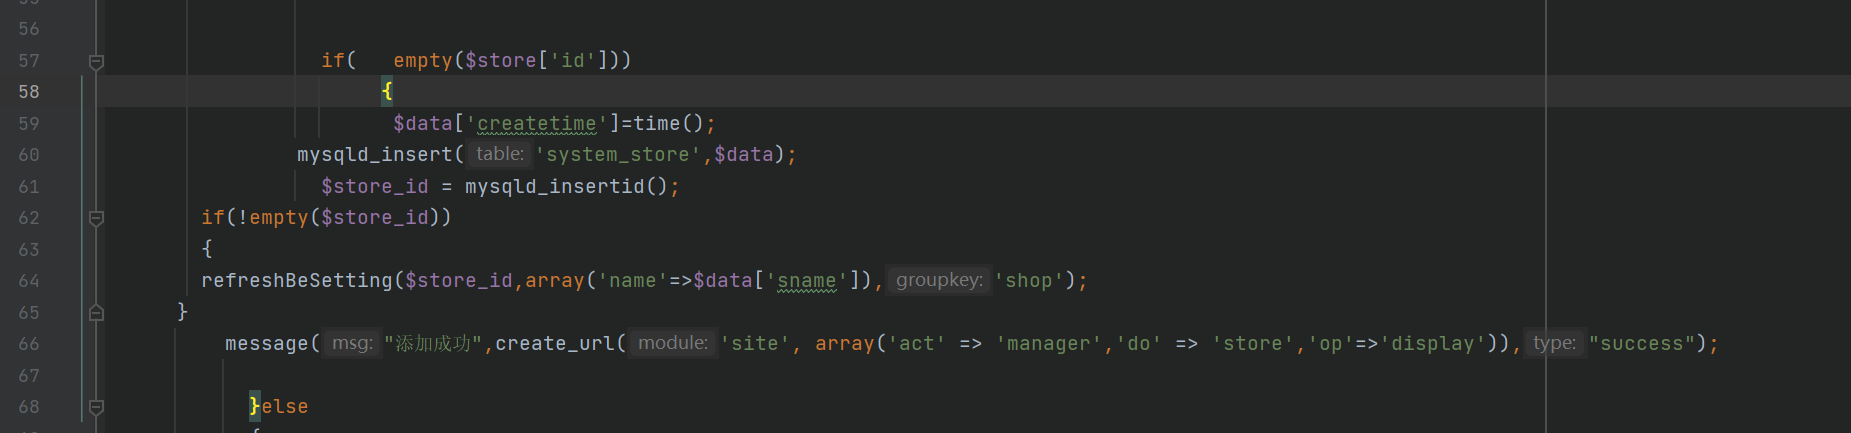 56
57 if( empty($store['id']))
58 {
59 $data['createtime']=time();
60 mysqld_insert( table: 'system_store',$data);
61 $store_id = mysqld_insertid();
62 if(!empty($store_id))
63 {
64 refreshBeSetting($store_id,array('name'=>$data['sname']), groupkey: 'shop');
65 }
66 message( msg: "添加成功",create_url( module: 'site', array('act' => 'manager','do' => 'store','op'=>'display')), type: "success");
67
68 }else